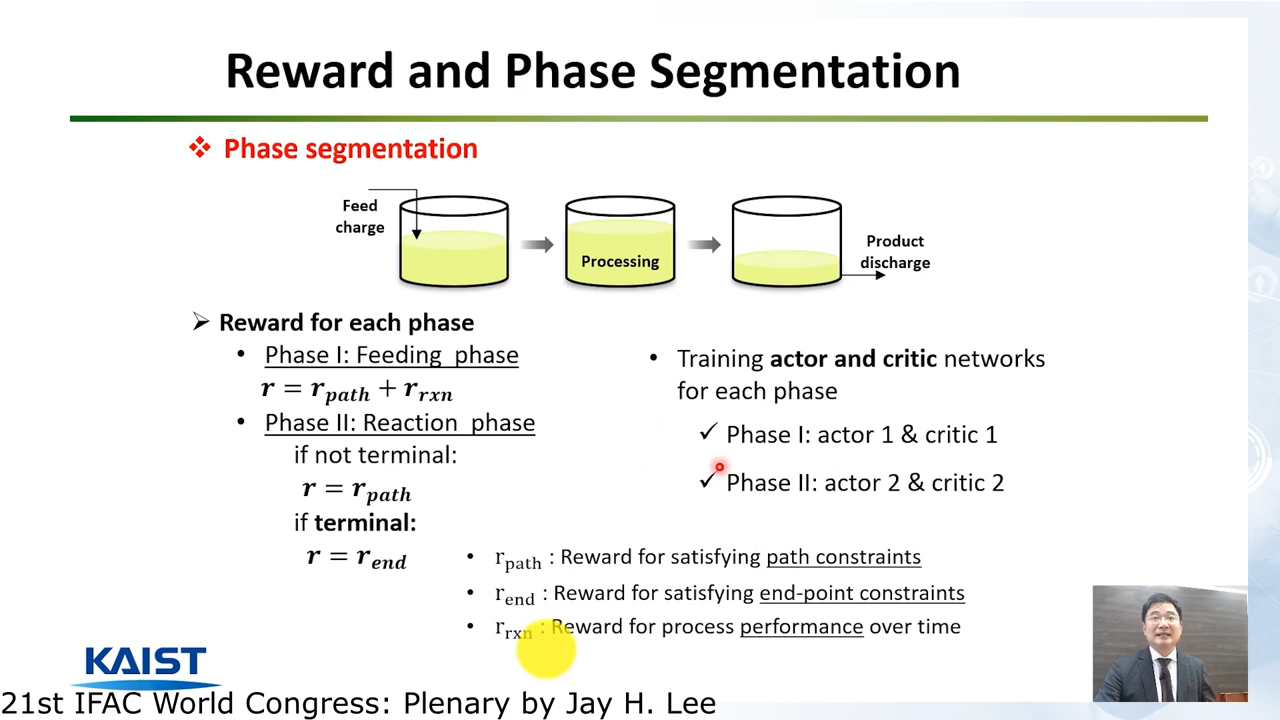 Reward and Phase Segmentation
❖ Phase segmentation
Feed
charge
Processing
Product
discharge
➢ Reward for each phase
• Phase I: Feeding phase
r = r_path + r_rxn
• Phase II: Reaction phase
if not terminal:
r = r_path
if terminal:
r = r_end
• Training actor and critic networks
for each phase
✓ Phase I: actor 1 & critic 1
✓ Phase II: actor 2 & critic 2
• r_path : Reward for satisfying path constraints
• r_end : Reward for satisfying end-point constraints
• r_rxn : Reward for process performance over time
KAIST
21st IFAC World Congress: Plenary by Jay H. Lee